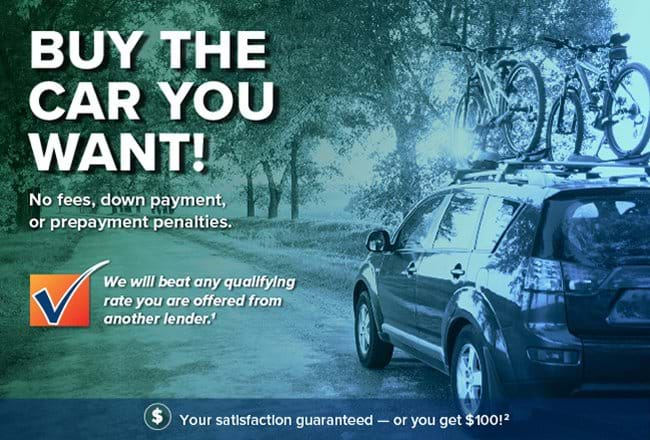 BUY THE
CAR YOU
WANT!
No fees, down payment,
or prepayment penalties.
We will beat any qualifying
rate you are offered from
another lender.¹
$ Your satisfaction guaranteed — or you get $100!²